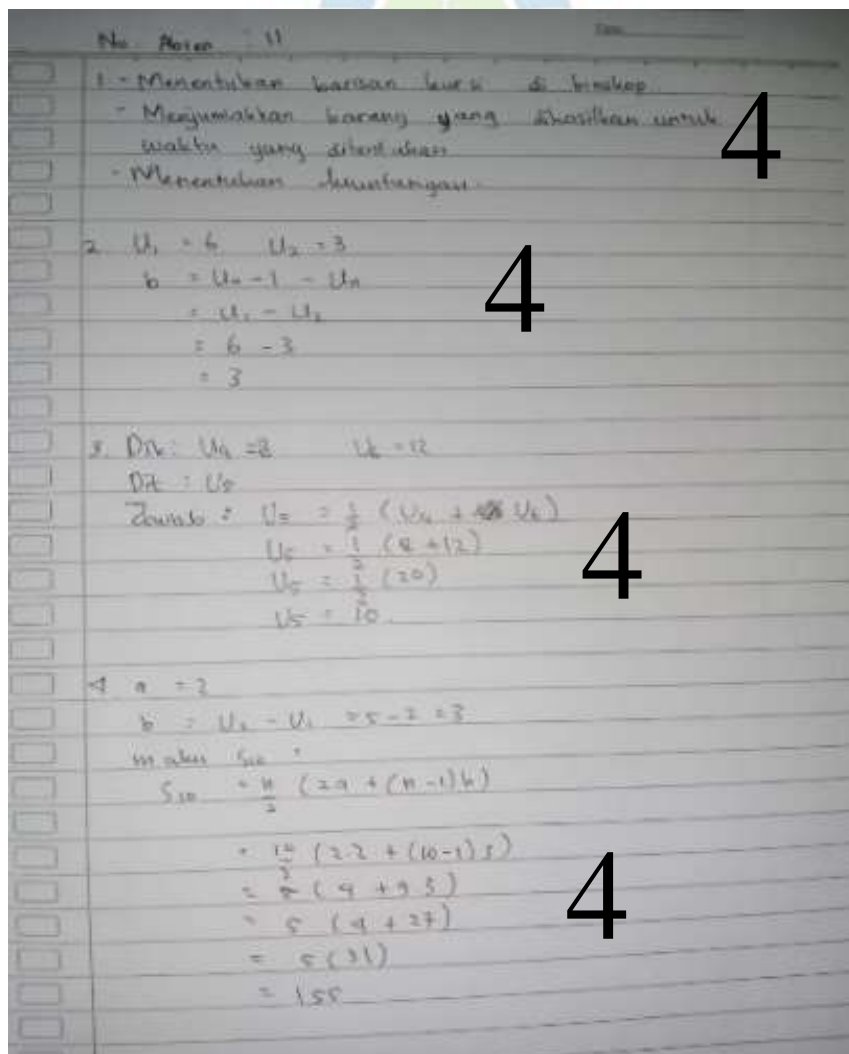 No. Absen : 11
1. - Menentukan barisan kursi di bioskop. 4
- Menjumlahkan barang yang dihasilkan untuk
waktu yang ditentukan
- Menentukan keuntungan.
2. U₁ = 6 U₂ = 3 4
b = Uₙ - 1 - Uₙ
= U₁ - U₂
= 6 - 3
= 3
3. Dik : U₄ = 8 U₆ = 12
Dit : U₅
Jawab : U₅ = 1/2 (U₄ + U₆)
U₅ = 1/2 (8 + 12) 4
U₅ = 1/2 (20)
U₅ = 10
4. a = 2
b = U₂ - U₁ = 5 - 2 = 3
maka S₁₀ :
S₁₀ = n/2 (2a + (n-1)b)
= 10/2 (2.2 + (10-1)3)
= 5 (4 + 9.3) 4
= 5 (4 + 27)
= 5 (31)
= 155